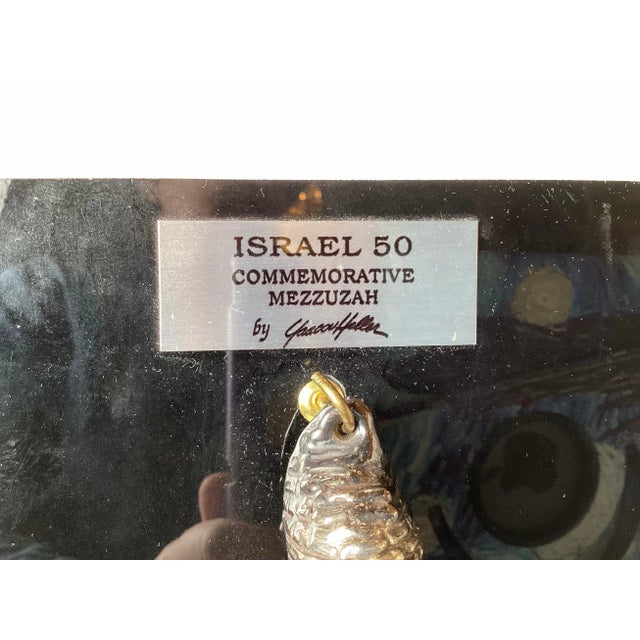 ISRAEL 50
COMMEMORATIVE
MEZZUZAH
by Yaacov Heller